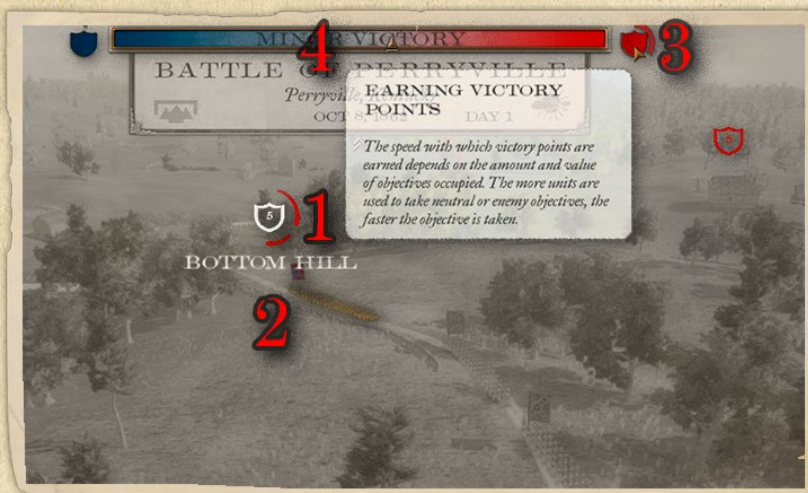 4
3
MINOR VICTORY
BATTLE OF PERRYVILLE
Perryville, Kentucky
OCT 8, 1862 DAY 1
EARNING VICTORY
POINTS
The speed with which victory points are
earned depends on the amount and value
of objectives occupied. The more units are
used to take neutral or enemy objectives, the
faster the objective is taken.
5
5
1
BOTTOM HILL
2